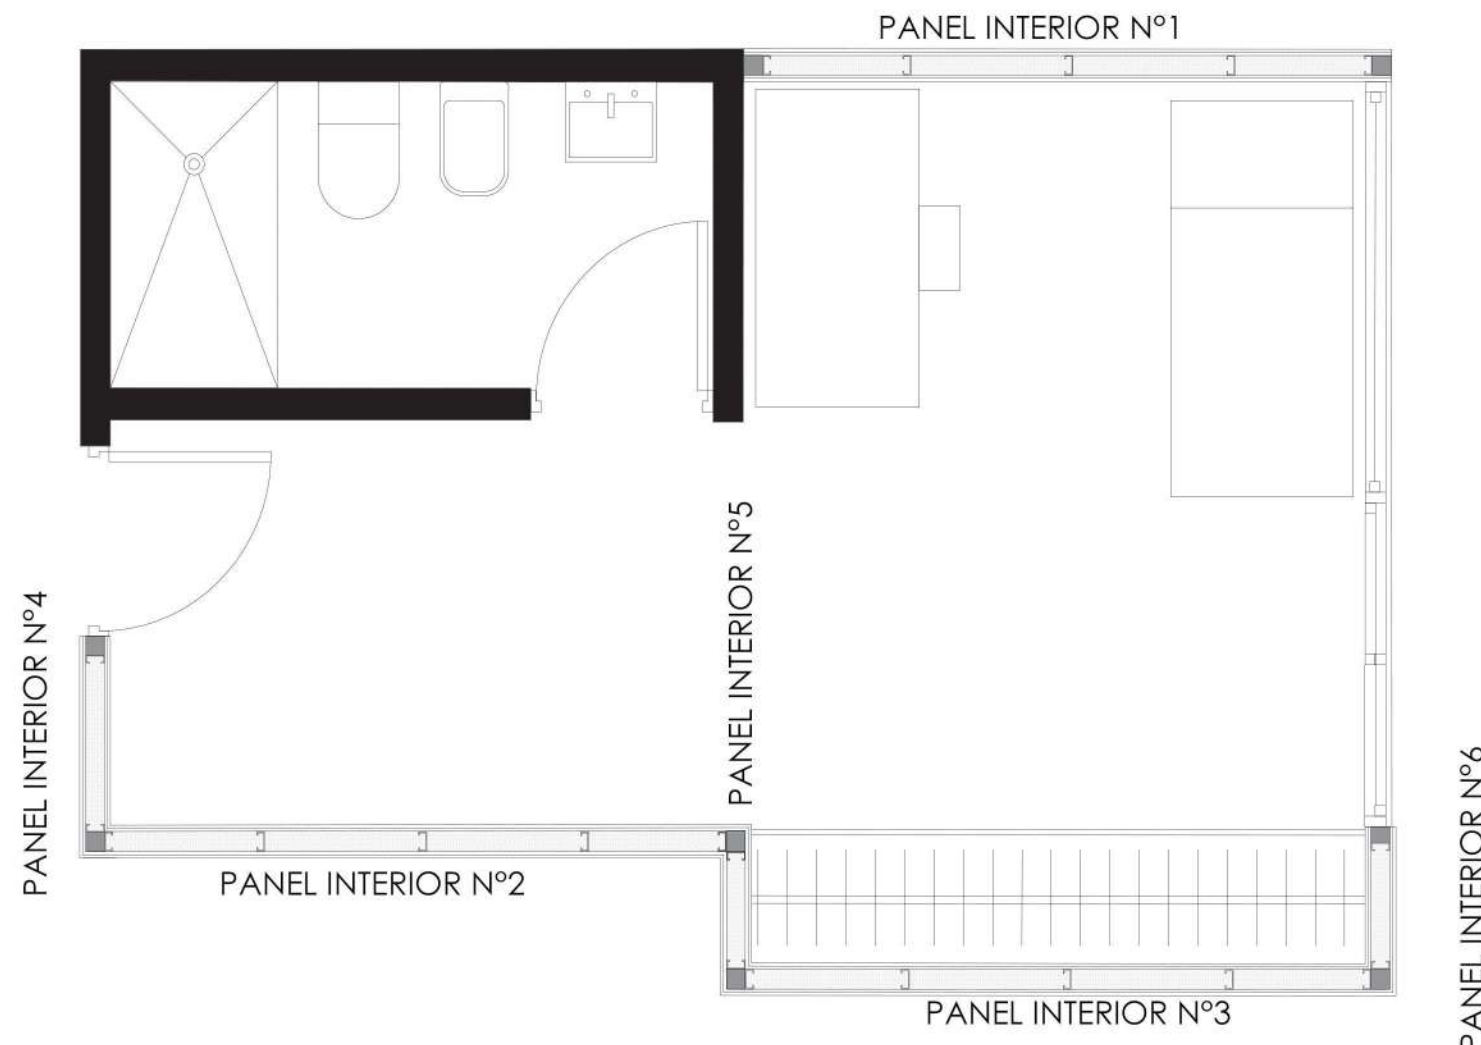 PANEL INTERIOR Nº1
PANEL INTERIOR Nº5
PANEL INTERIOR Nº4
PANEL INTERIOR Nº6
PANEL INTERIOR Nº2
PANEL INTERIOR Nº3